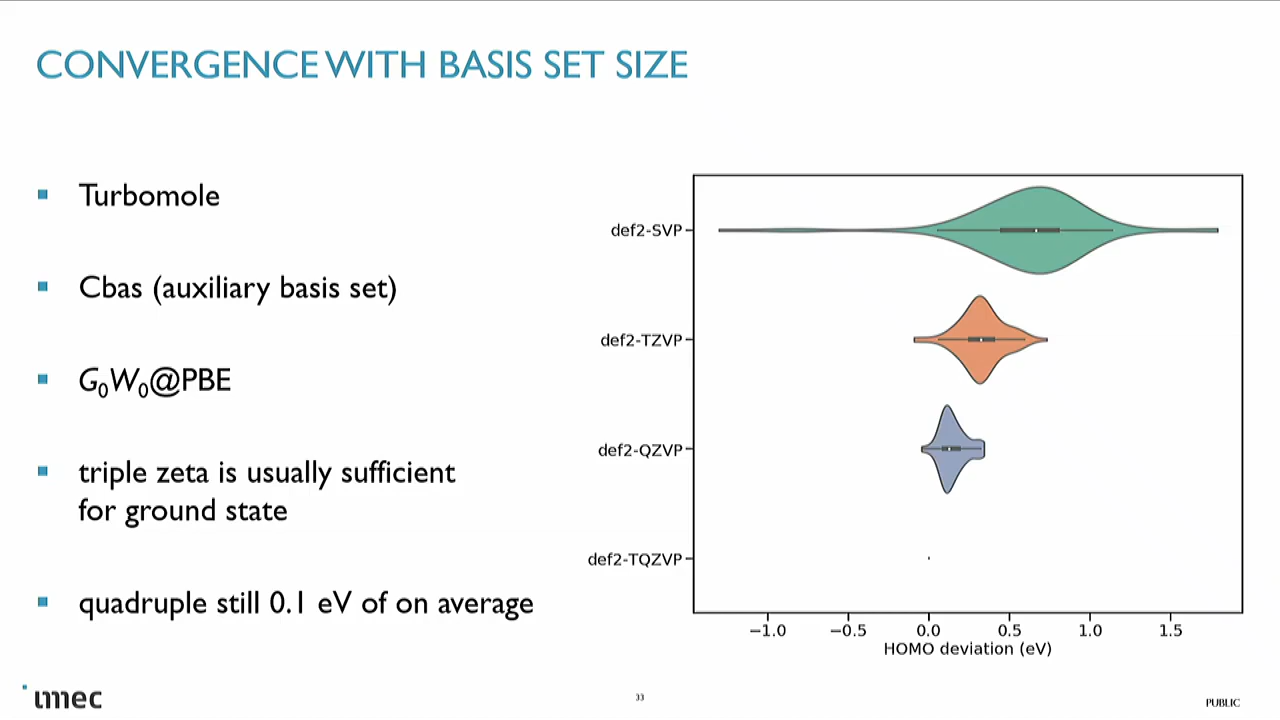 CONVERGENCE WITH BASIS SET SIZE
Turbomole
Cbas (auxiliary basis set)
G₀W₀@PBE
triple zeta is usually sufficient
for ground state
quadruple still 0.1 eV of on average
def2-SVP
def2-TZVP
def2-QZVP
def2-TQZVP
−1.0 −0.5 0.0 0.5 1.0 1.5
HOMO deviation (eV)
imec
33
PUBLIC